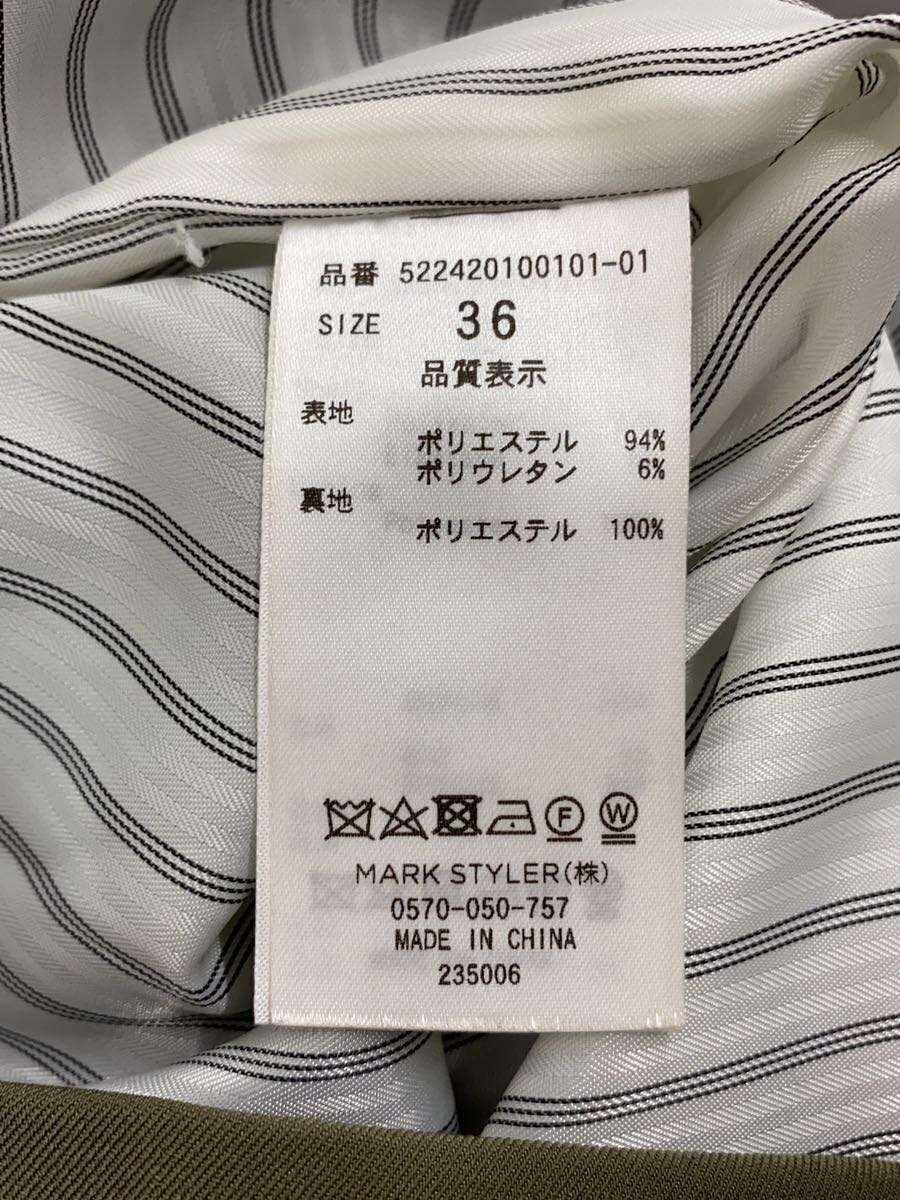 品番 522420100101-01
SIZE 36
品質表示
表地
ポリエステル 94%
ポリウレタン 6%
裏地
ポリエステル 100%
F W
MARK STYLER(株)
0570-050-757
MADE IN CHINA
235006